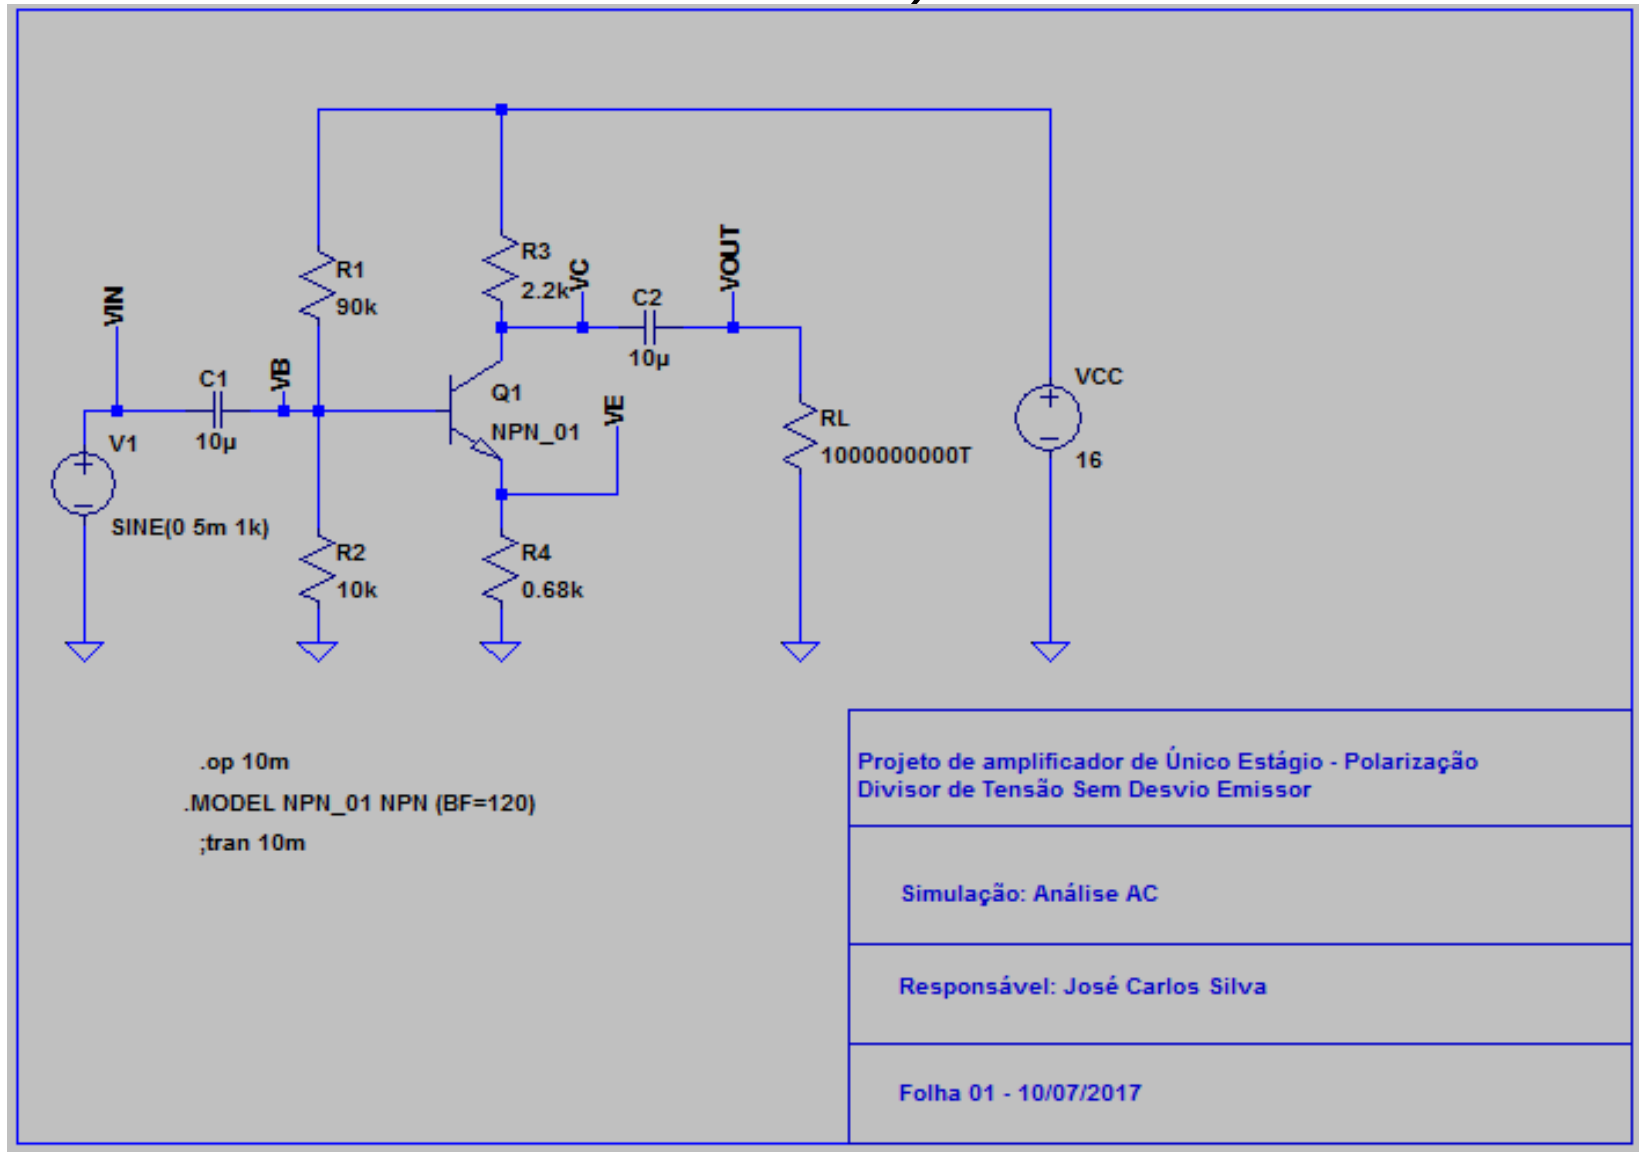 VIN
V1
SINE(0 5m 1k)
C1
10µ
VB
R1
90k
R2
10k
R3
2.2k
VC
Q1
NPN_01
VE
R4
0.68k
C2
10µ
VOUT
RL
1000000000T
VCC
16
.op 10m
.MODEL NPN_01 NPN (BF=120)
;tran 10m
Projeto de amplificador de Único Estágio - Polarização
Divisor de Tensão Sem Desvio Emissor
Simulação: Análise AC
Responsável: José Carlos Silva
Folha 01 - 10/07/2017